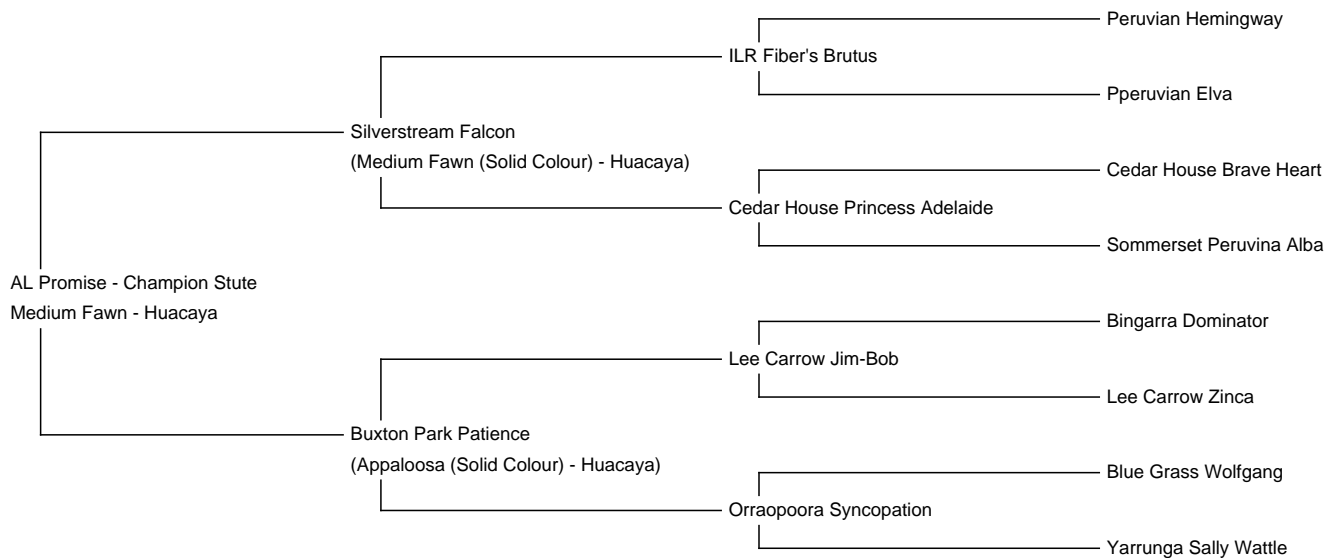 Peruvian Hemingway
ILR Fiber's Brutus
Pperuvian Elva
Silverstream Falcon
(Medium Fawn (Solid Colour) - Huacaya)
Cedar House Brave Heart
Cedar House Princess Adelaide
Sommerset Peruvina Alba
AL Promise - Champion Stute
Medium Fawn - Huacaya
Bingarra Dominator
Lee Carrow Jim-Bob
Lee Carrow Zinca
Buxton Park Patience
(Appaloosa (Solid Colour) - Huacaya)
Blue Grass Wolfgang
Orraopoora Syncopation
Yarrunga Sally Wattle